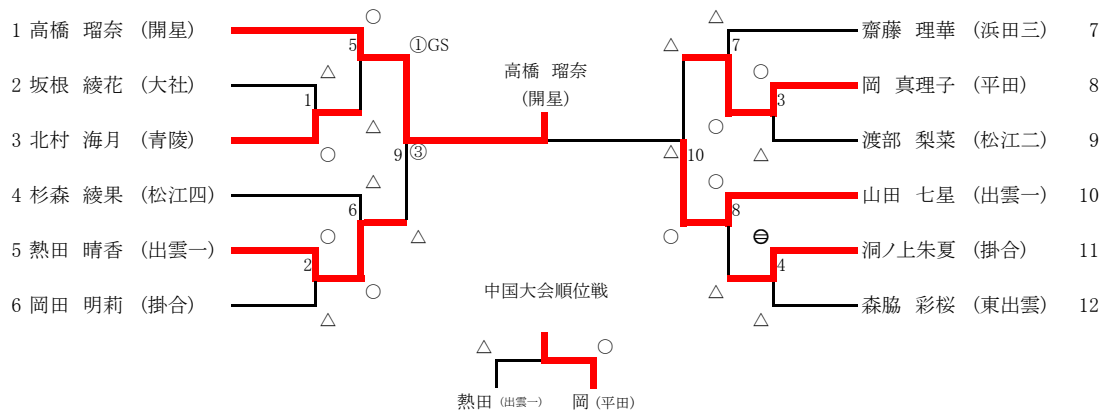 1 高橋 瑠奈 (開星)
2 坂根 綾花 (大社)
3 北村 海月 (青陵)
4 杉森 綾果 (松江四)
5 熱田 晴香 (出雲一)
6 岡田 明莉 (掛合)
○
5
①GS
△
1
○
△
9
③
△
6
○
2
△
○
△
高橋 瑠奈
(開星)
中国大会順位戦
△
○
熱田 (出雲一) 岡 (平田)
△
△
7
○
3
○
△
△
10
○
8
○
⊖
4
△
△
齋藤 理華 (浜田三) 7
岡 真理子 (平田) 8
渡部 梨菜 (松江二) 9
山田 七星 (出雲一) 10
洞ノ上朱夏 (掛合) 11
森脇 彩桜 (東出雲) 12